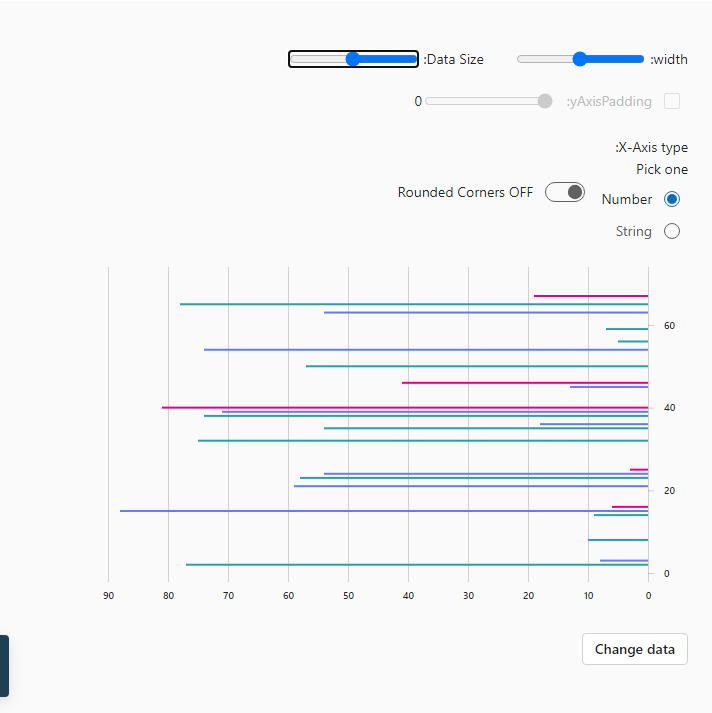 :width
:Data Size
:yAxisPadding
0
:X-Axis type
Pick one
Number
Rounded Corners OFF
String
60
40
20
0
90 80 70 60 50 40 30 20 10 0
Change data